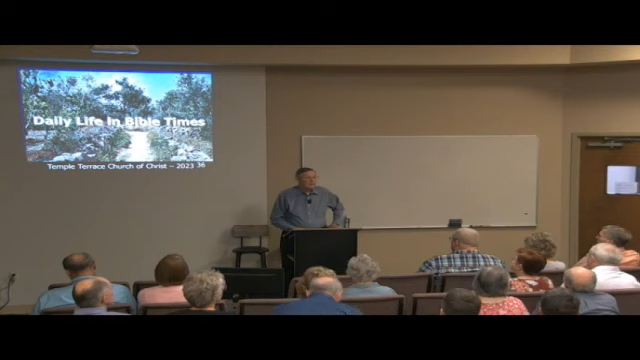 Daily Life In Bible Times
Temple Terrace Church of Christ – 2023 36